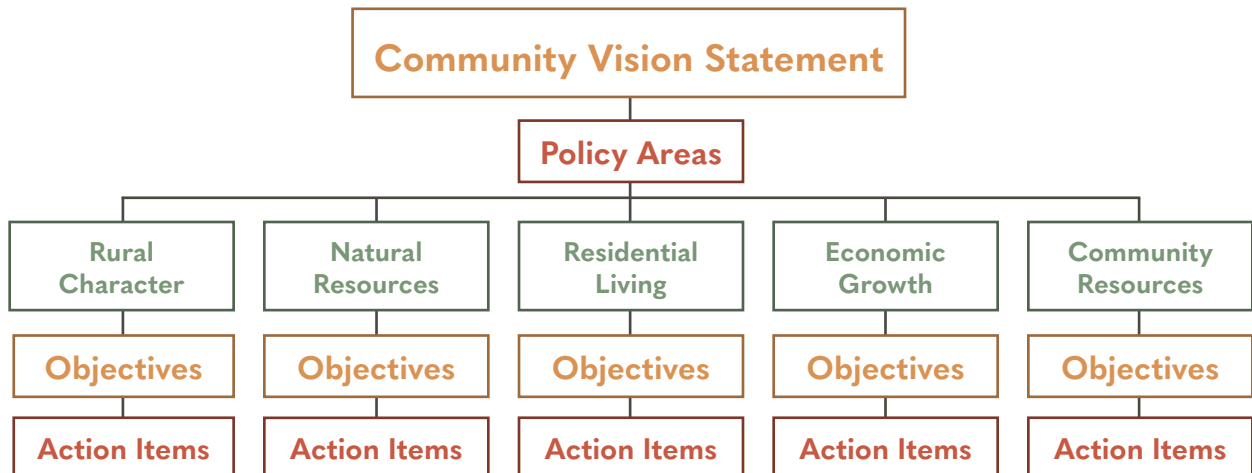 Community Vision Statement
Policy Areas
Rural
Character
Natural
Resources
Residential
Living
Economic
Growth
Community
Resources
Objectives
Objectives
Objectives
Objectives
Objectives
Action Items
Action Items
Action Items
Action Items
Action Items